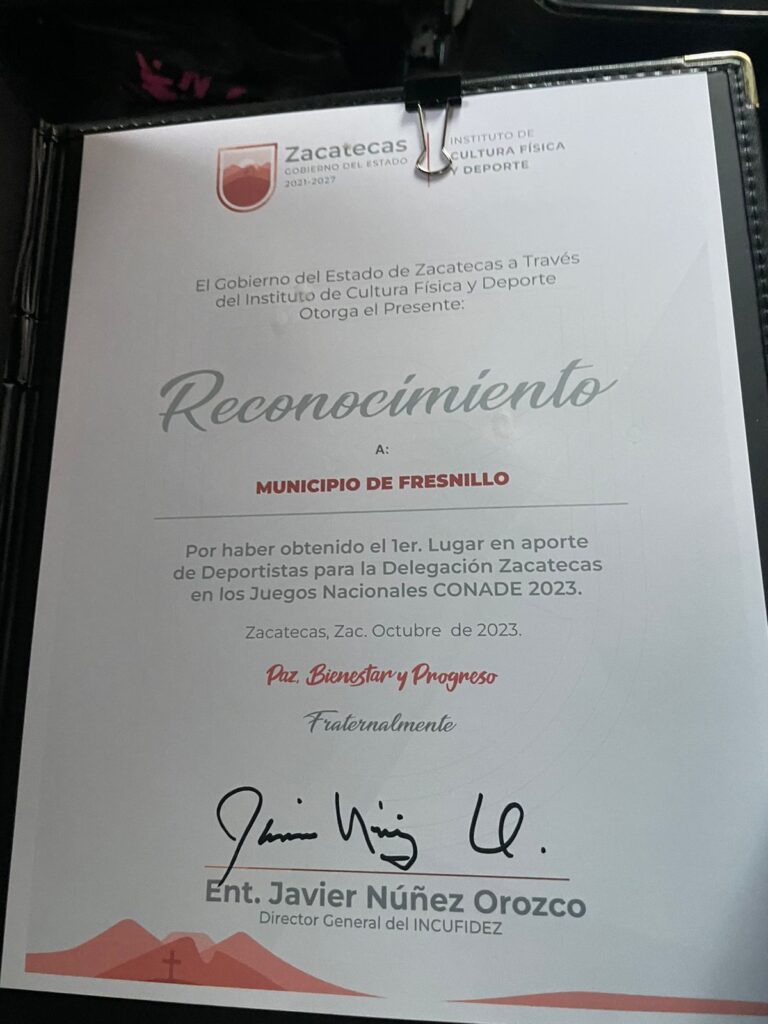 Zacatecas
GOBIERNO DEL ESTADO
2021-2027
INSTITUTO DE
CULTURA FÍSICA
Y DEPORTE
El Gobierno del Estado de Zacatecas a Través
del Instituto de Cultura Física y Deporte
Otorga el Presente:
Reconocimiento
A:
MUNICIPIO DE FRESNILLO
Por haber obtenido el 1er. Lugar en aporte
de Deportistas para la Delegación Zacatecas
en los Juegos Nacionales CONADE 2023.
Zacatecas, Zac. Octubre de 2023.
Paz, Bienestar y Progreso
Fraternalmente
Ent. Javier Núñez Orozco
Director General del INCUFIDEZ